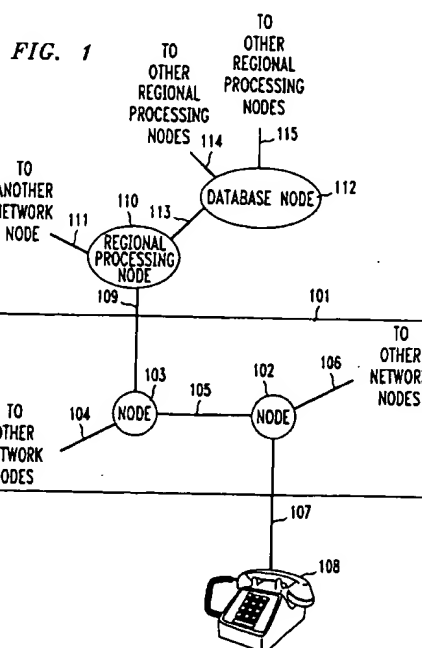 FIG. 1
TO
OTHER
REGIONAL
PROCESSING
NODES
114
TO
OTHER
REGIONAL
PROCESSING
NODES
115
DATABASE NODE
112
113
TO
ANOTHER
NETWORK
NODE
111
110
REGIONAL
PROCESSING
NODE
109
101
103
NODE
105
102
NODE
106
TO
OTHER
NETWORK
NODES
TO
OTHER
NETWORK
NODES
104
107
108